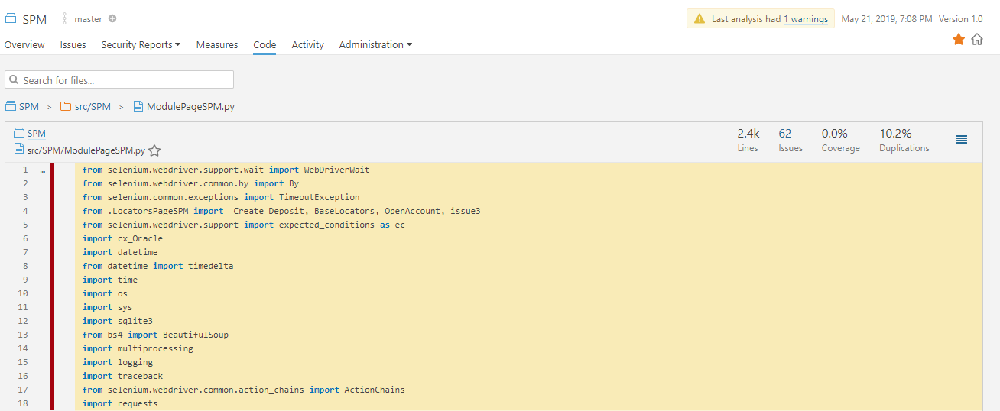 SPM master Last analysis had 1 warnings May 21, 2019, 7:08 PM Version 1.0
Overview Issues Security Reports Measures Code Activity Administration
Search for files...
SPM > src/SPM > ModulePageSPM.py
SPM
src/SPM/ModulePageSPM.py
2.4k 62 0.0% 10.2%
Lines Issues Coverage Duplications
1 … from selenium.webdriver.support.wait import WebDriverWait
2 from selenium.webdriver.common.by import By
3 from selenium.common.exceptions import TimeoutException
4 from .LocatorsPageSPM import  Create_Deposit, BaseLocators, OpenAccount, issue3
5 from selenium.webdriver.support import expected_conditions as ec
6 import cx_Oracle
7 import datetime
8 from datetime import timedelta
9 import time
10 import os
11 import sys
12 import sqlite3
13 from bs4 import BeautifulSoup
14 import multiprocessing
15 import logging
16 import traceback
17 from selenium.webdriver.common.action_chains import ActionChains
18 import requests